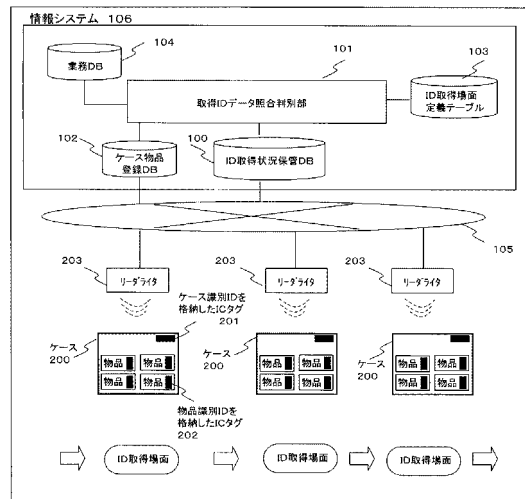 情報システム 106
104
業務DB
101
取得IDデータ照合判別部
103
ID取得場面
定義テーブル
102
ケース物品
登録DB
100
ID取得状況保管DB
105
203
リーダライタ
203
リーダライタ
203
リーダライタ
ケース識別IDを
格納したICタグ
201
ケース
200
物品
物品
物品
物品
ケース
200
物品
物品
物品
物品
ケース
200
物品
物品
物品
物品
物品識別IDを
格納したICタグ
202
ID取得場面
ID取得場面
ID取得場面